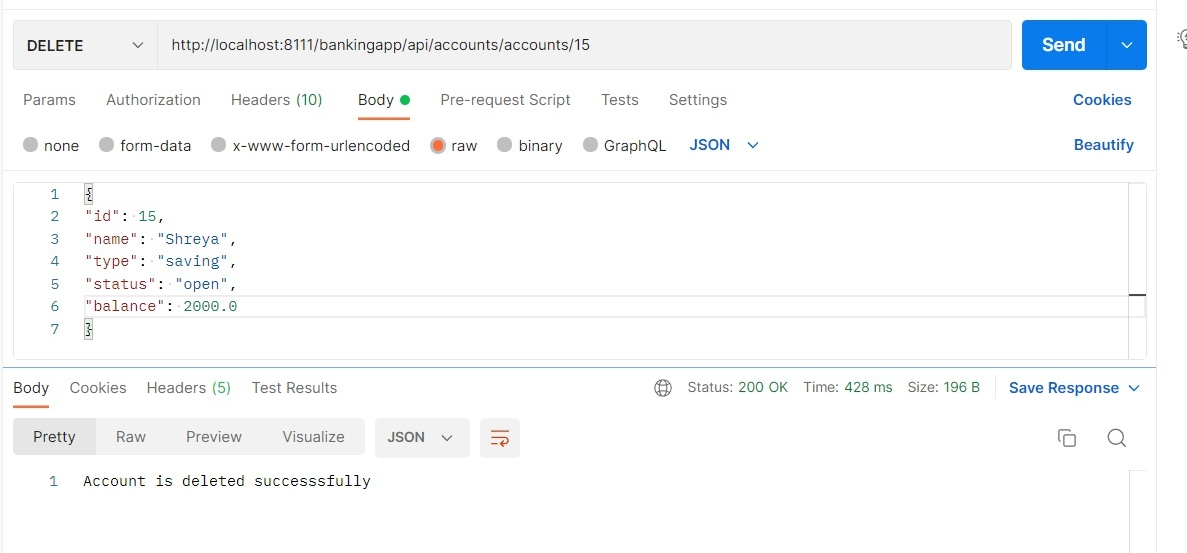 DELETE http://localhost:8111/bankingapp/api/accounts/accounts/15 Send
Params Authorization Headers (10) Body Pre-request Script Tests Settings Cookies
none form-data x-www-form-urlencoded raw binary GraphQL JSON Beautify
1 {
2 "id": 15,
3 "name": "Shreya",
4 "type": "saving",
5 "status": "open",
6 "balance": 2000.0
7 }
Body Cookies Headers (5) Test Results Status: 200 OK Time: 428 ms Size: 196 B Save Response
Pretty Raw Preview Visualize JSON
1 Account is deleted successsfully